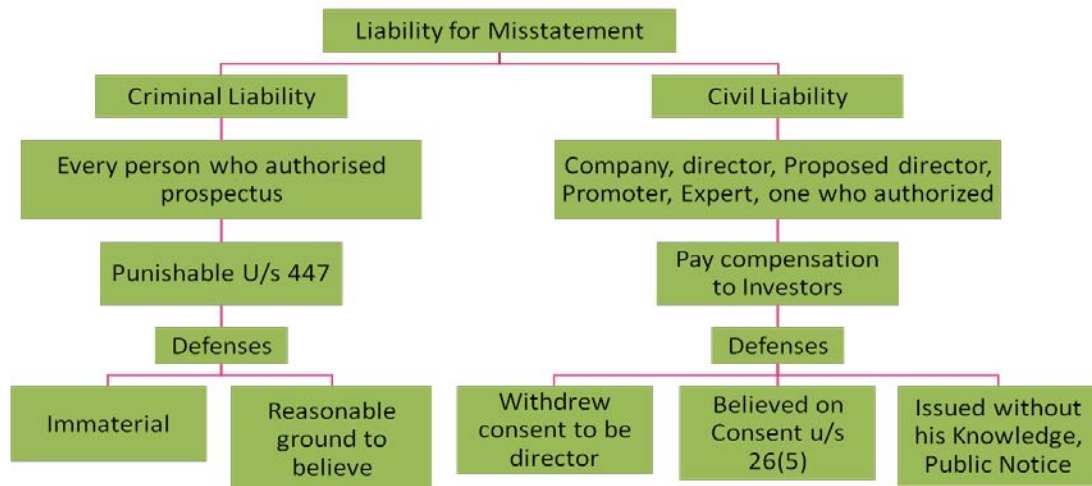 Liability for Misstatement
Criminal Liability
Civil Liability
Every person who authorised
prospectus
Company, director, Proposed director,
Promoter, Expert, one who authorized
Punishable U/s 447
Pay compensation
to Investors
Defenses
Defenses
Immaterial
Reasonable
ground to
believe
Withdrew
consent to be
director
Believed on
Consent u/s
26(5)
Issued without
his Knowledge,
Public Notice